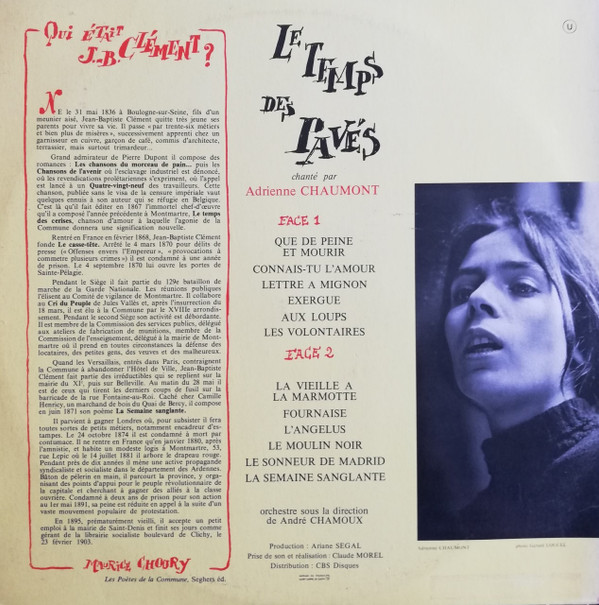 QUI ÉTAIT
J.-B. CLÉMENT ?
NE le 31 mai 1836 à Boulogne-sur-Seine, fils d'un
meunier aisé, Jean-Baptiste Clément quitte très jeune ses
parents pour vivre sa vie. Il passe « par trente-six métiers
et bien plus de misères », successivement apprenti chez un
garnisseur en cuivre, garçon de café, commis d'architecte,
terrassier, mais surtout trimardeur...
Grand admirateur de Pierre Dupont il compose des
romances : Les chansons du morceau de pain... puis les
Chansons de l'avenir où l'esclavage industriel est dénoncé,
où les revendications prolétariennes s'expriment, où l'appel
est lancé à un Quatre-vingt-neuf des travailleurs. Cette
chanson, publiée sans le visa de la censure impériale vaut
quelques ennuis à son auteur qui se réfugie en Belgique.
C'est là qu'il fait éditer en 1867 l'immortel chef-d'œuvre
qu'il a composé l'année précédente à Montmartre, Le temps
des cerises, chanson d'amour à laquelle l'agonie de la
Commune donnera une signification nouvelle.
Rentré en France en février 1868, Jean-Baptiste Clément
fonde Le casse-tête. Arrêté le 4 mars 1870 pour délits de
presse (« Offenses envers l'Empereur », « provocations à
commetre plusieurs crimes ») il est condamné à une année
de prison. Le 4 septembre 1870 lui ouvre les portes de
Sainte-Pélagie.
Pendant le Siège il fait partie du 129e bataillon de
marche de la Garde Nationale. Les réunions publiques
l'élisent au Comité de vigilance de Montmartre. Il collabore
au Cri du Peuple de Jules Vallès et, après l'insurrection du
18 mars, il est élu à la Commune par le XVIIIe arrondis-
sement. Pendant le second Siège son activité est débordante.
Il est membre de la Commission des services publics, délégué
aux ateliers de fabrication de munitions, membre de la
Commission de l'enseignement, délégué à la mairie de Mont-
martre où il prend en toutes circonstances la défense des
locataires, des petites gens, des veuves et des malheureux.
Quand les Versaillais, entrés dans Paris, contraignent
la Commune à abandonner l'Hôtel de Ville, Jean-Baptiste
Clément fait partie des irréductibles qui se replient sur la
mairie du XIe, puis sur Belleville. Au matin du 28 mai il
est de ceux qui tirent les derniers coups de fusil sur la
barricade de la rue Fontaine-au-Roi. Caché chez Camille
Henricy, un marchand de bois du Quai de Bercy, il compose
en juin 1871 son poème La Semaine sanglante.
Il parvient à gagner Londres où, pour subsister il fera
toutes sortes de petits métiers, notamment encadreur d'es-
tampes. Le 24 octobre 1874 il est condamné à mort par
contumace. Il ne rentre en France qu'en janvier 1880, après
l'amnistie, et habite un modeste logis à Montmartre, 53,
rue Lepic où le 14 juillet 1881 il arbore le drapeau rouge.
Pendant près de dix années il mène une active propagande
syndicaliste et socialiste dans le département des Ardennes.
Bâton de pèlerin en main, il parcourt la province, y orga-
nisant des points d'appui pour le peuple révolutionnaire de
la capitale et cherchant à gagner des alliés à la classe
ouvrière. Condamné à deux ans de prison pour son action
au 1er mai 1891, sa peine est réduite en appel à la suite d'un
vaste mouvement populaire de protestation.
En 1895, prématurément vieilli, il accepte un petit
emploi à la mairie de Saint-Denis et finit ses jours comme
gérant de la librairie socialiste boulevard de Clichy, le
23 février 1903.
MAURICE CHOURY
Les Poètes de la Commune, Seghers éd.
LE TEMPS
DES PAVÉS
chanté par
Adrienne CHAUMONT
FACE 1
QUE DE PEINE
ET MOURIR
CONNAIS-TU L'AMOUR
LETTRE A MIGNON
EXERGUE
AUX LOUPS
LES VOLONTAIRES
FACE 2
LA VIEILLE A
LA MARMOTTE
FOURNAISE
L'ANGELUS
LE MOULIN NOIR
LE SONNEUR DE MADRID
LA SEMAINE SANGLANTE
orchestre sous la direction
de André CHAMOUX
Production : Ariane SEGAL
Prise de son et réalisation : Claude MOREL
Distribution : CBS Disques
U
Adrienne CHAUMONT
photo